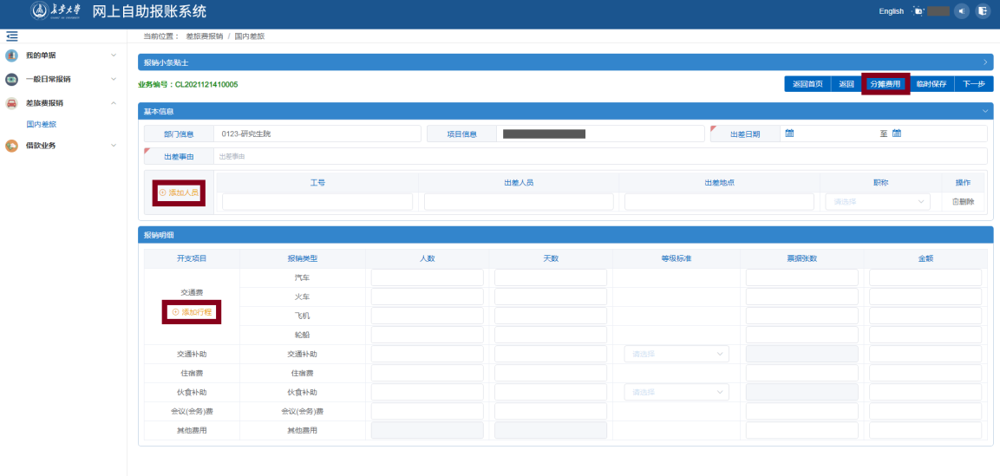 长安大学 网上自助报账系统 English
当前位置： 差旅费报销 / 国内差旅
我的单据
一般日常报销
差旅费报销
国内差旅
借款业务
报销小条贴士
业务编号：CL2021121410005 返回首页 返回 分摊费用 临时保存 下一步
基本信息
部门信息 0123-研究生院 项目信息 出差日期 至
出差事由 出差事由
添加人员 工号 出差人员 出差地点 职称 操作
请选择 删除
报销明细
开支项目 报销类型 人数 天数 等级标准 票据张数 金额
交通费 汽车
添加行程 火车
飞机
轮船
交通补助 交通补助 请选择
住宿费 住宿费
伙食补助 伙食补助 请选择
会议(会务)费 会议(会务)费
其他费用 其他费用